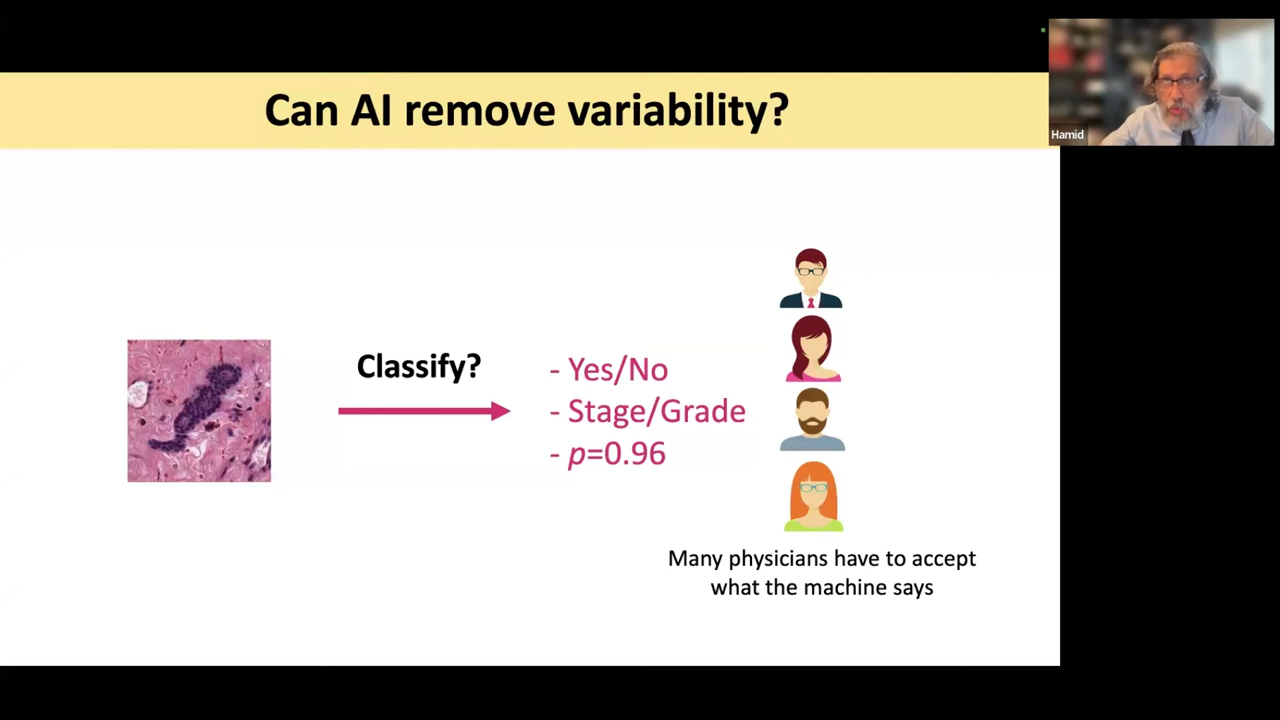 Can AI remove variability?
Hamid
Classify?
- Yes/No
- Stage/Grade
- p=0.96
Many physicians have to accept
what the machine says